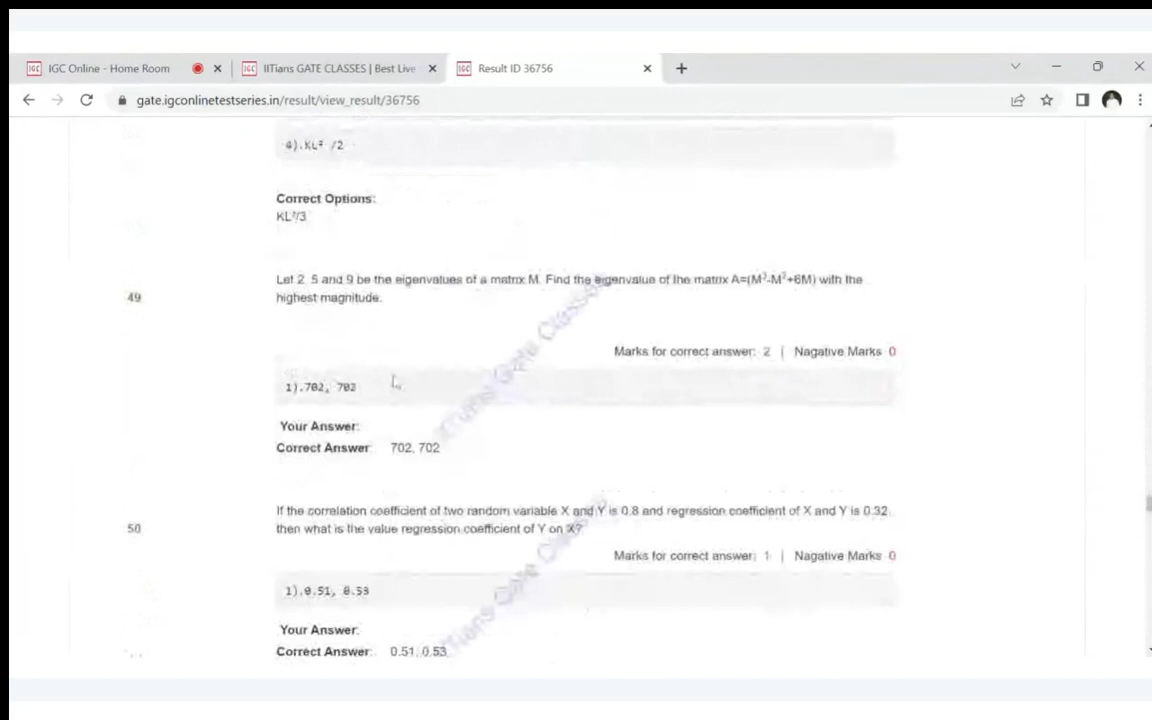 IGC Online - Home Room
IITians GATE CLASSES | Best Live
Result ID 36756
gate.igconlinetestseries.in/result/view_result/36756
4).KL² /2
Correct Options:
KL²/3
49
Let 2 5 and 9 be the eigenvalues of a matrix M. Find the eigenvalue of the matrix A=(M³-M²+6M) with the
highest magnitude.
Marks for correct answer: 2 | Nagative Marks 0
1).702, 702
Your Answer:
Correct Answer 702, 702
50
If the correlation coefficient of two random variable X and Y is 0.8 and regression coefficient of X and Y is 0.32,
then what is the value regression coefficient of Y on X?
Marks for correct answer: 1 | Nagative Marks 0
1).0.51, 0.53
Your Answer:
Correct Answer: 0.51, 0.53
IITians Gate Classes
IITians Gate Classes